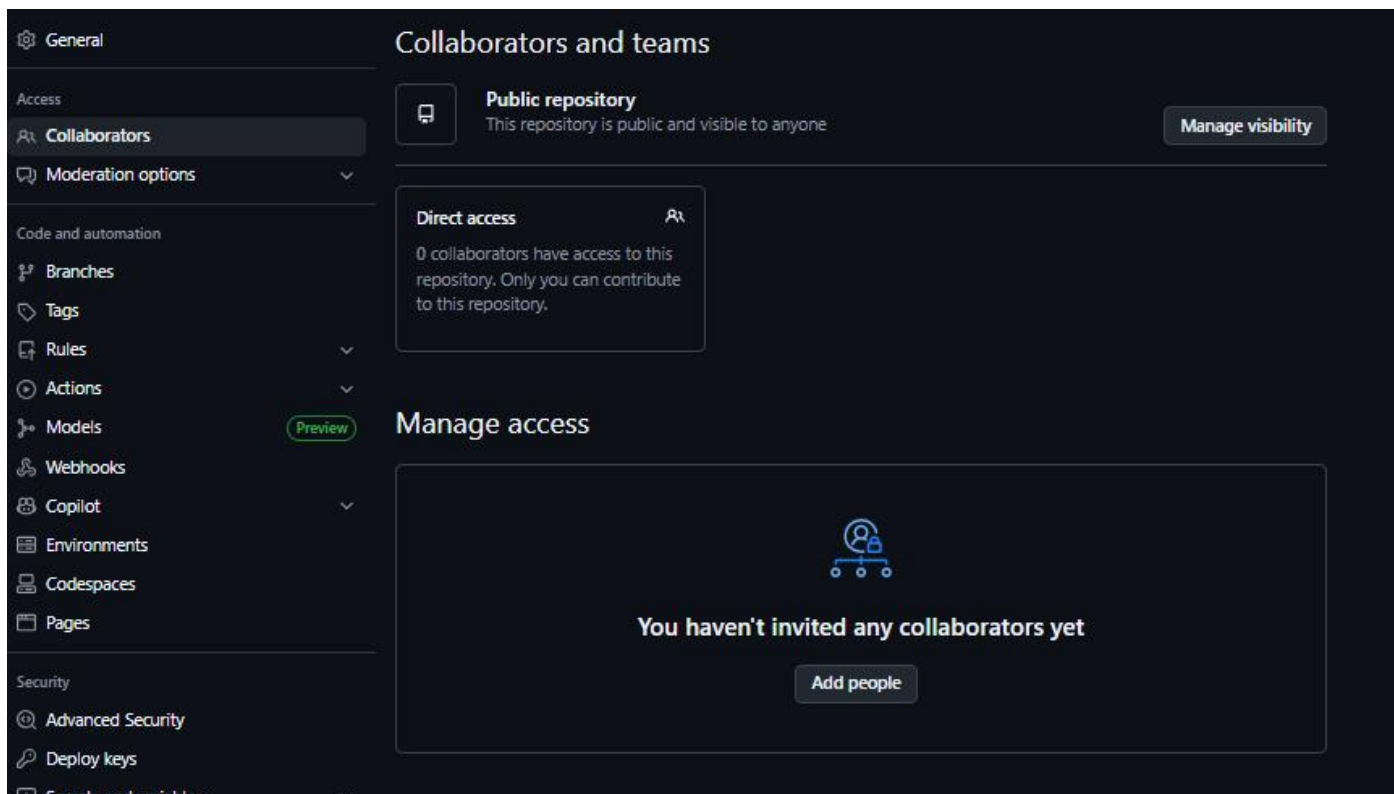 General
Access
Collaborators
Moderation options
Code and automation
Branches
Tags
Rules
Actions
Models
Preview
Webhooks
Copilot
Environments
Codespaces
Pages
Security
Advanced Security
Deploy keys
Collaborators and teams
Public repository
This repository is public and visible to anyone
Manage visibility
Direct access
0 collaborators have access to this
repository. Only you can contribute
to this repository.
Manage access
You haven't invited any collaborators yet
Add people